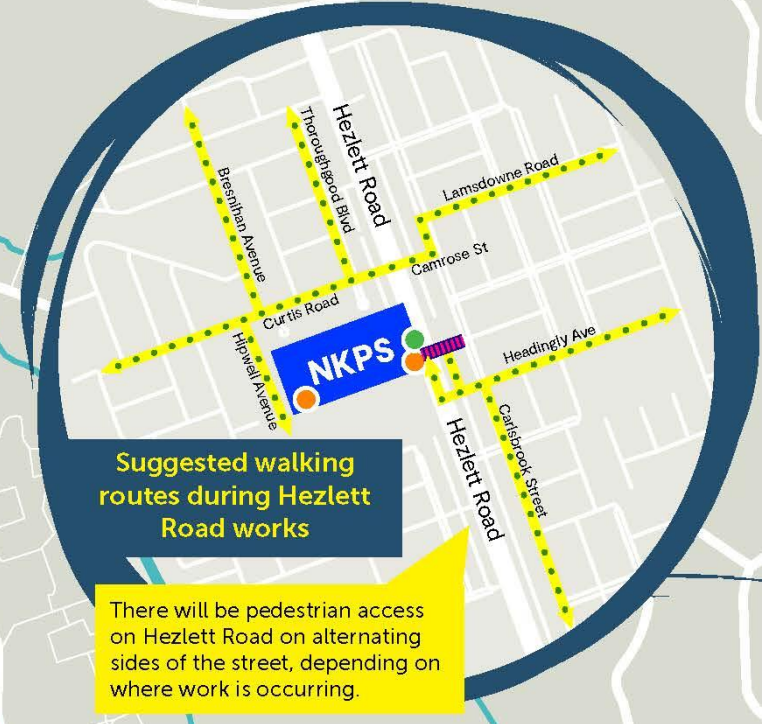 Hezlett Road
Thoroughgood Blvd
Bresnihan Avenue
Lamsdowne Road
Camrose St
Curtis Road
Hipwell Avenue
NKPS
Headingly Ave
Carlsbrook Street
Hezlett Road
Suggested walking
routes during Hezlett
Road works
There will be pedestrian access
on Hezlett Road on alternating
sides of the street, depending on
where work is occurring.